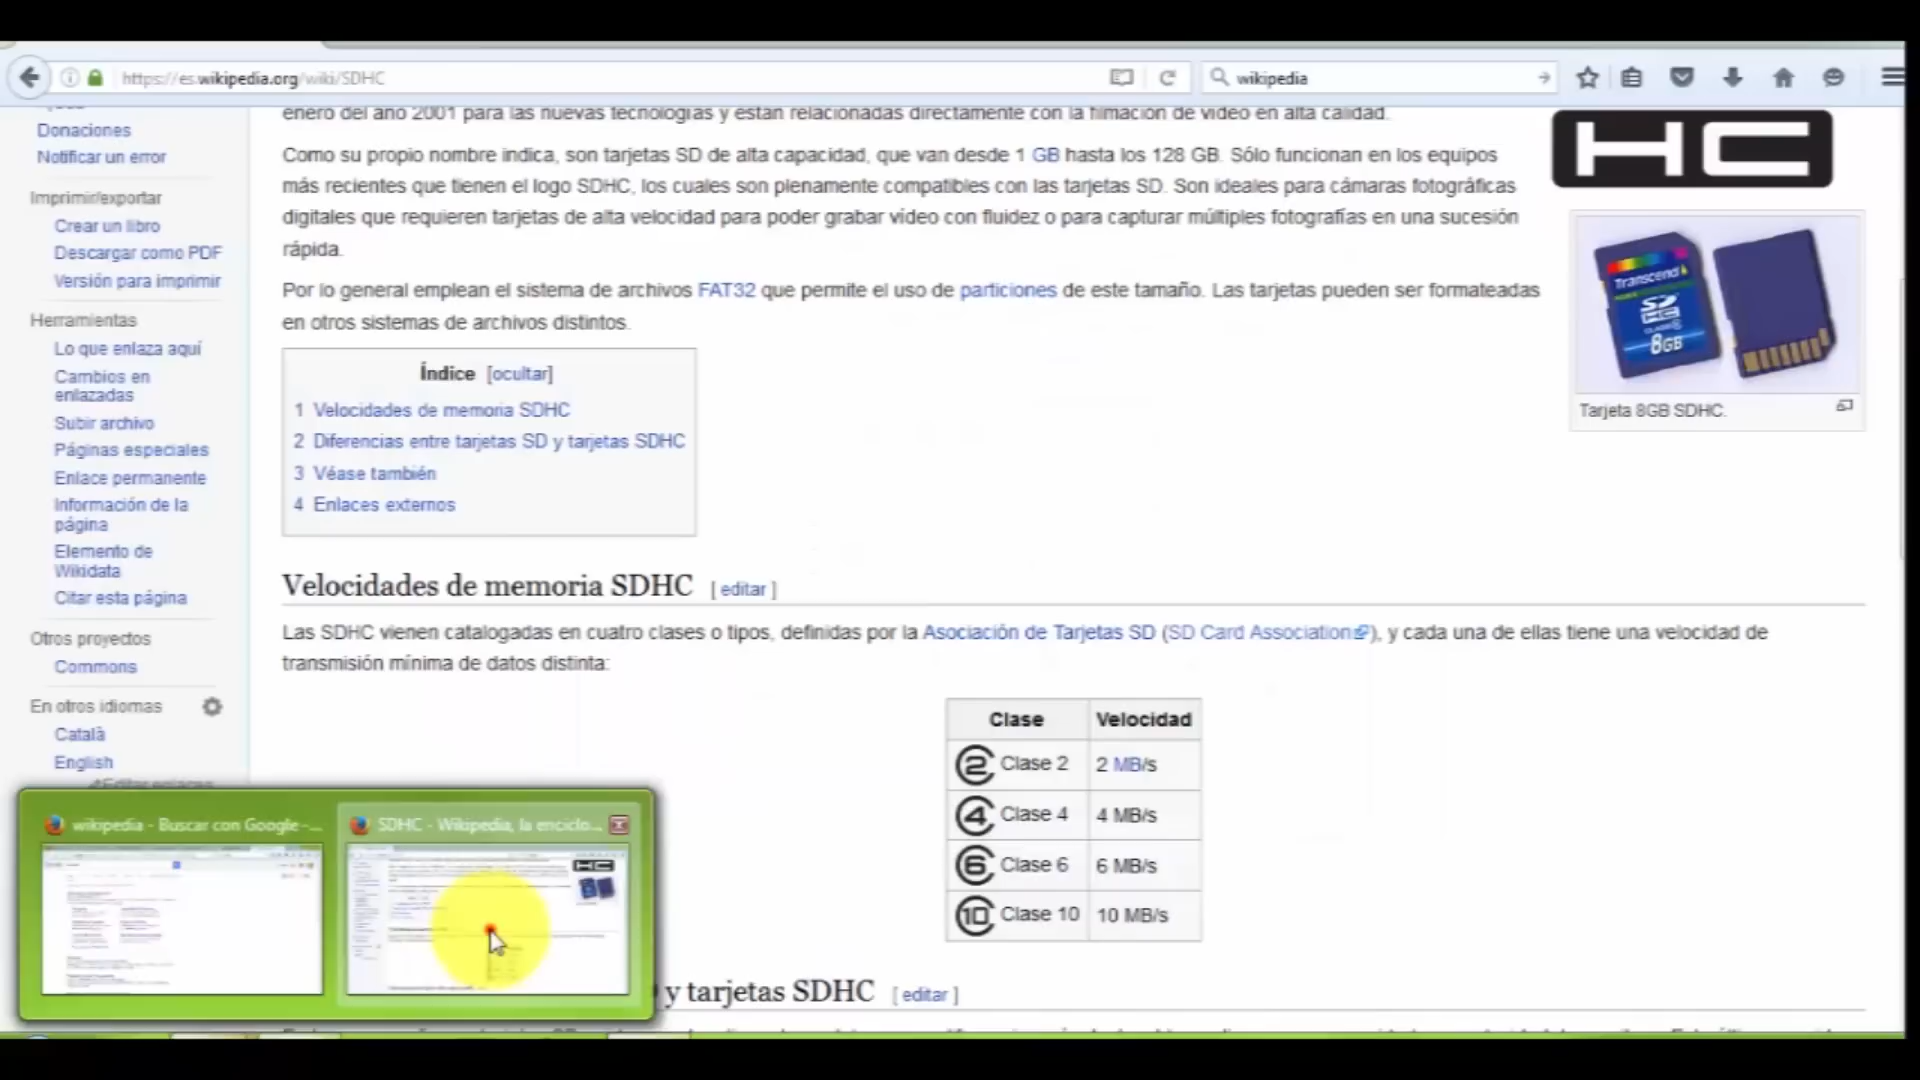 https://es.wikipedia.org/wiki/SDHC
wikipedia
Donaciones
Notificar un error
Imprimir/exportar
Crear un libro
Descargar como PDF
Versión para imprimir
Herramientas
Lo que enlaza aquí
Cambios en
enlazadas
Subir archivo
Páginas especiales
Enlace permanente
Información de la
página
Elemento de
Wikidata
Citar esta página
Otros proyectos
Commons
En otros idiomas
Català
English
Editar enlaces
enero del año 2001 para las nuevas tecnologías y están relacionadas directamente con la filmación de vídeo en alta calidad.
Como su propio nombre indica, son tarjetas SD de alta capacidad, que van desde 1 GB hasta los 128 GB. Sólo funcionan en los equipos
más recientes que tienen el logo SDHC, los cuales son plenamente compatibles con las tarjetas SD. Son ideales para cámaras fotográficas
digitales que requieren tarjetas de alta velocidad para poder grabar vídeo con fluidez o para capturar múltiples fotografías en una sucesión
rápida.
Por lo general emplean el sistema de archivos FAT32 que permite el uso de particiones de este tamaño. Las tarjetas pueden ser formateadas
en otros sistemas de archivos distintos.
HC
Transcend
SD
HC
CLASS 6
8GB
Tarjeta 8GB SDHC.
Índice [ocultar]
1 Velocidades de memoria SDHC
2 Diferencias entre tarjetas SD y tarjetas SDHC
3 Véase también
4 Enlaces externos
Velocidades de memoria SDHC [ editar ]
Las SDHC vienen catalogadas en cuatro clases o tipos, definidas por la Asociación de Tarjetas SD (SD Card Association), y cada una de ellas tiene una velocidad de
transmisión mínima de datos distinta:
Clase Velocidad
2 Clase 2 2 MB/s
4 Clase 4 4 MB/s
6 Clase 6 6 MB/s
10 Clase 10 10 MB/s
y tarjetas SDHC [ editar ]
wikipedia - Buscar con Google -...
SDHC - Wikipedia, la enciclo...
HC